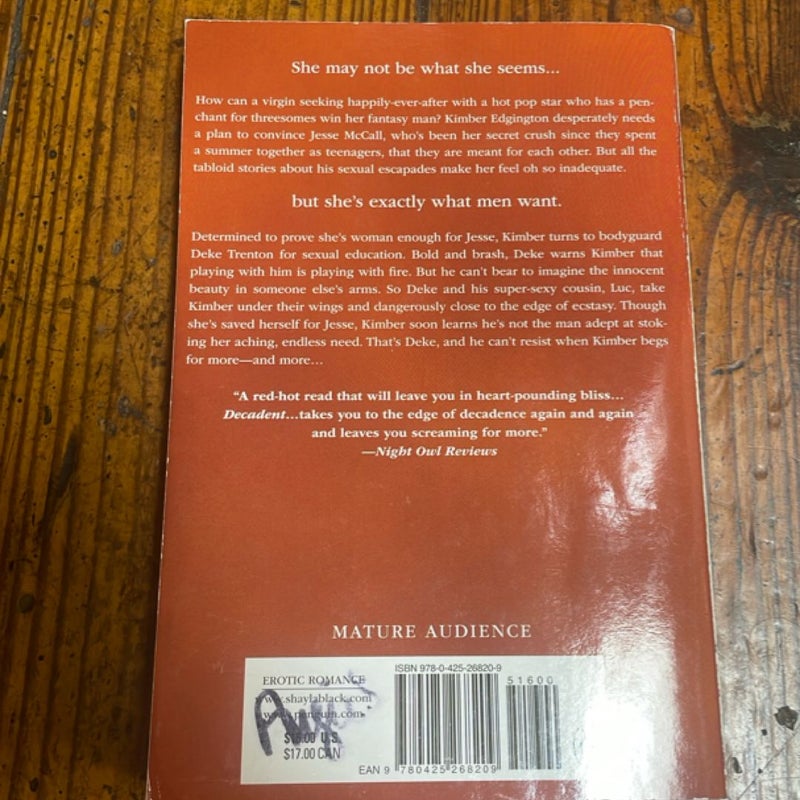 She may not be what she seems...
How can a virgin seeking happily-ever-after with a hot pop star who has a pen-
chant for threesomes win her fantasy man? Kimber Edgington desperately needs
a plan to convince Jesse McCall, who's been her secret crush since they spent
a summer together as teenagers, that they are meant for each other. But all the
tabloid stories about his sexual escapades make her feel oh so inadequate.
but she's exactly what men want.
Determined to prove she's woman enough for Jesse, Kimber turns to bodyguard
Deke Trenton for sexual education. Bold and brash, Deke warns Kimber that
playing with him is playing with fire. But he can't bear to imagine the innocent
beauty in someone else's arms. So Deke and his super-sexy cousin, Luc, take
Kimber under their wings and dangerously close to the edge of ecstasy. Though
she's saved herself for Jesse, Kimber soon learns he's not the man adept at stok-
ing her aching, endless need. That's Deke, and he can't resist when Kimber begs
for more—and more...
"A red-hot read that will leave you in heart-pounding bliss...
Decadent...takes you to the edge of decadence again and again
and leaves you screaming for more."
—Night Owl Reviews
MATURE AUDIENCE
ISBN 978-0-425-26820-9
EROTIC ROMANCE
51600
www.shaylablack.com
www.penguin.com
$16.00 U.S.
$17.00 CAN
EAN 9 780425 268209